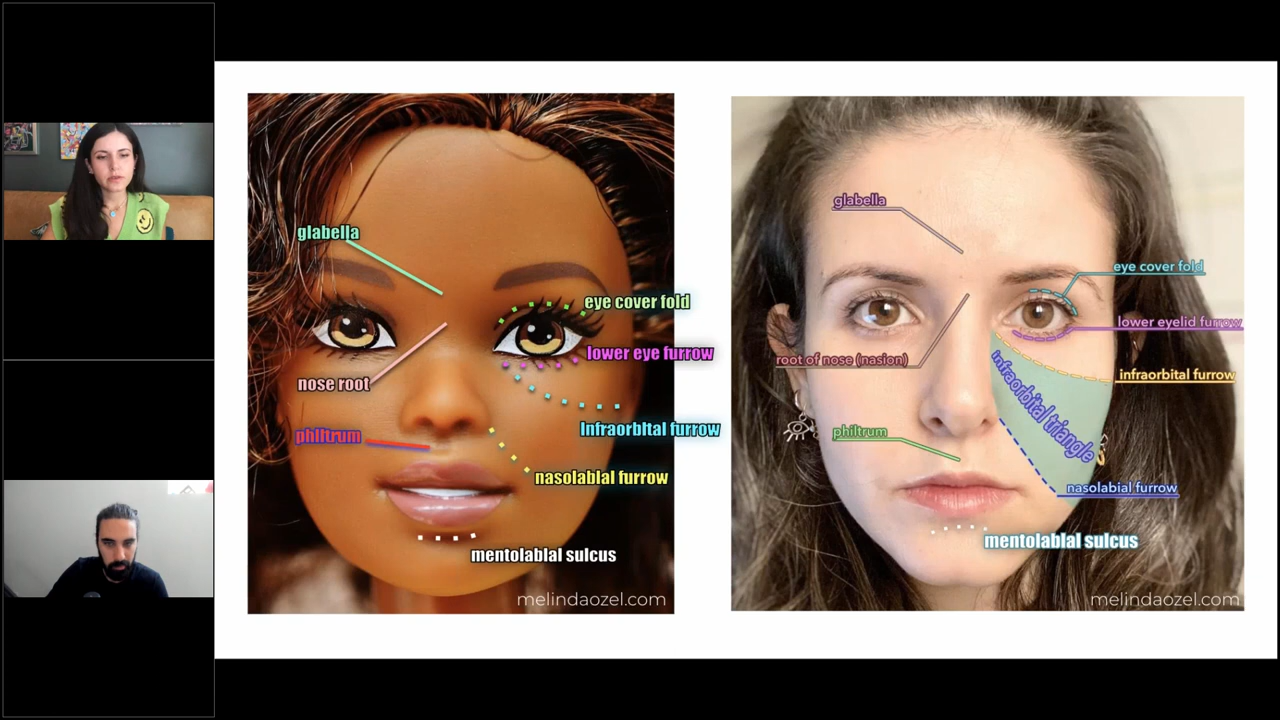 glabella
eye cover fold
lower eye furrow
nose root
infraorbital furrow
philtrum
nasolabial furrow
mentolabial sulcus
melindaozel.com
glabella
eye cover fold
lower eyelid furrow
root of nose (nasion)
infraorbital furrow
infraorbital triangle
philtrum
nasolabial furrow
mentolabial sulcus
melindaozel.com